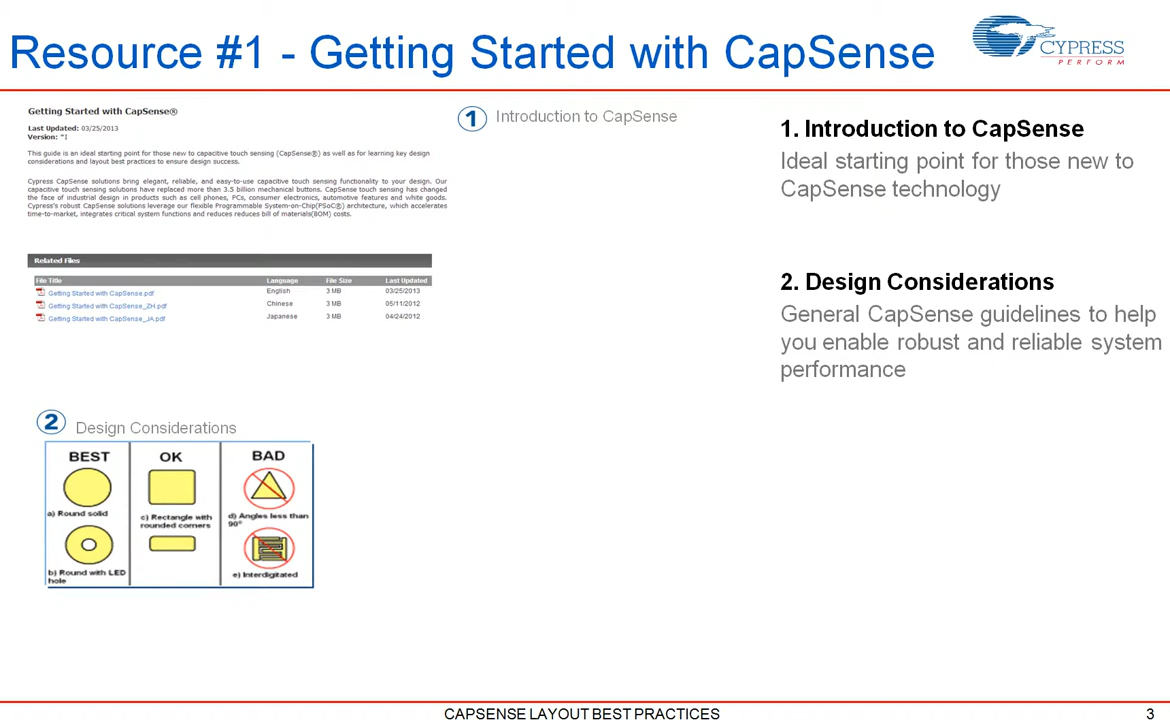 Resource #1 - Getting Started with CapSense
CYPRESS
PERFORM
Getting Started with CapSense®
Last Updated: 03/25/2013
Version: *I
This guide is an ideal starting point for those new to capacitive touch sensing (CapSense®) as well as for learning key design
considerations and layout best practices to ensure design success.
Cypress CapSense solutions bring elegant, reliable, and easy-to-use capacitive touch sensing functionality to your design. Our
capacitive touch sensing solutions have replaced more than 3.5 billion mechanical buttons. CapSense touch sensing has changed
the face of industrial design in products such as cell phones, PCs, consumer electronics, automotive features and white goods.
Cypress's robust CapSense solutions leverage our flexible Programmable System-on-Chip(PSoC®) architecture, which accelerates
time-to-market, integrates critical system functions and reduces reduces bill of materials(BOM) costs.
Related Files
File Title Language File Size Last Updated
Getting Started with CapSense.pdf English 3 MB 03/25/2013
Getting Started with CapSense_ZH.pdf Chinese 3 MB 05/11/2012
Getting Started with CapSense_JA.pdf Japanese 3 MB 04/24/2012
1 Introduction to CapSense
2 Design Considerations
BEST OK BAD
a) Round solid
b) Round with LED
hole
c) Rectangle with
rounded corners
d) Angles less than
90°
e) Interdigitated
1. Introduction to CapSense
Ideal starting point for those new to
CapSense technology
2. Design Considerations
General CapSense guidelines to help
you enable robust and reliable system
performance
CAPSENSE LAYOUT BEST PRACTICES
3